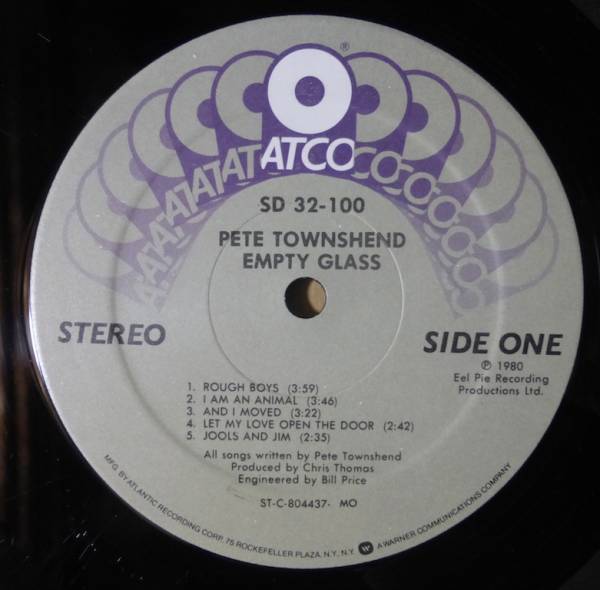 ®
ATCO
SD 32-100
PETE TOWNSHEND
EMPTY GLASS
STEREO
SIDE ONE
℗ 1980
Eel Pie Recording
Productions Ltd.
1. ROUGH BOYS (3:59)
2. I AM AN ANIMAL (3:46)
3. AND I MOVED (3:22)
4. LET MY LOVE OPEN THE DOOR (2:42)
5. JOOLS AND JIM (2:35)
All songs written by Pete Townshend
Produced by Chris Thomas
Engineered by Bill Price
ST-C-804437- MO
MFG. BY ATLANTIC RECORDING CORP. 75 ROCKEFELLER PLAZA, N.Y., N.Y. W A WARNER COMMUNICATIONS COMPANY